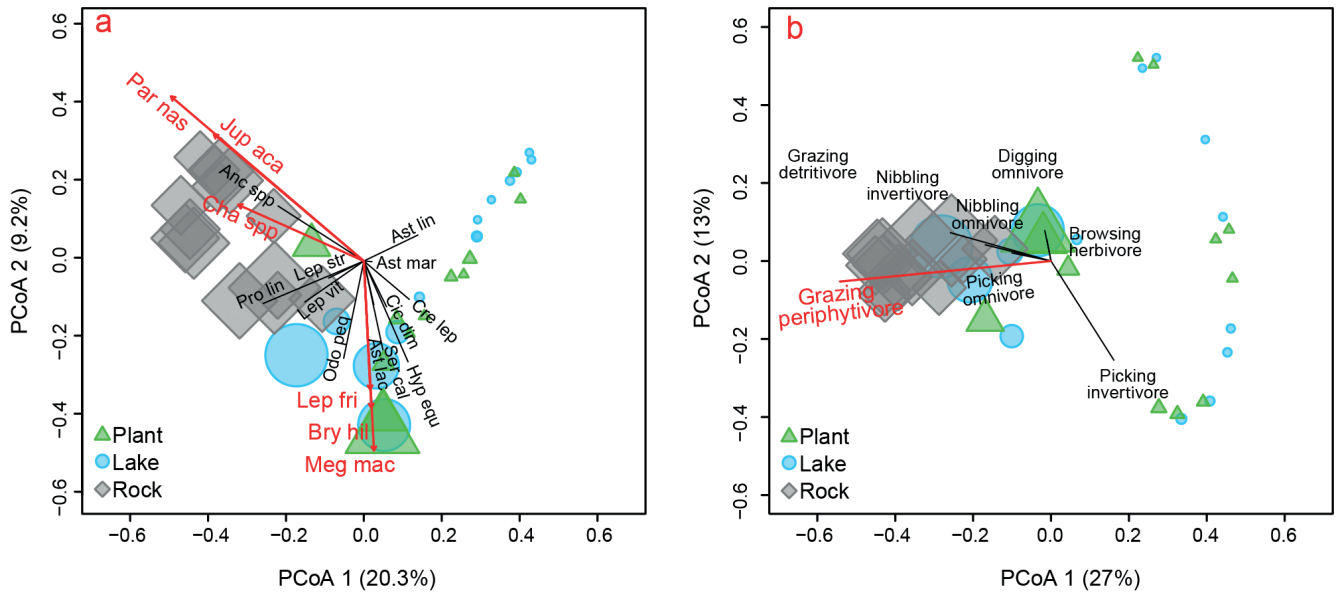 a
0.6
0.4
0.2
0.0
−0.2
−0.4
−0.6
PCoA 2 (9.2%)
Par nas
Jup aca
Anc spp
Cha spp
Ast lin
Ast mar
Lep str
Pro lin
Lep vit
Odo peq
Cic dim
Cre lep
Ast lac
Ser cal
Hyp equ
Lep fri
Bry hil
Meg mac
Plant
Lake
Rock
−0.6
−0.4
−0.2
0.0
0.2
0.4
0.6
PCoA 1 (20.3%)
b
0.6
0.4
0.2
0.0
−0.2
−0.4
−0.6
PCoA 2 (13%)
Grazing
detritivore
Nibbling
invertivore
Digging
omnivore
Nibbling
omnivore
Browsing
herbivore
Picking
omnivore
Grazing
periphytivore
Picking
invertivore
Plant
Lake
Rock
−0.6
−0.4
−0.2
0.0
0.2
0.4
0.6
PCoA 1 (27%)